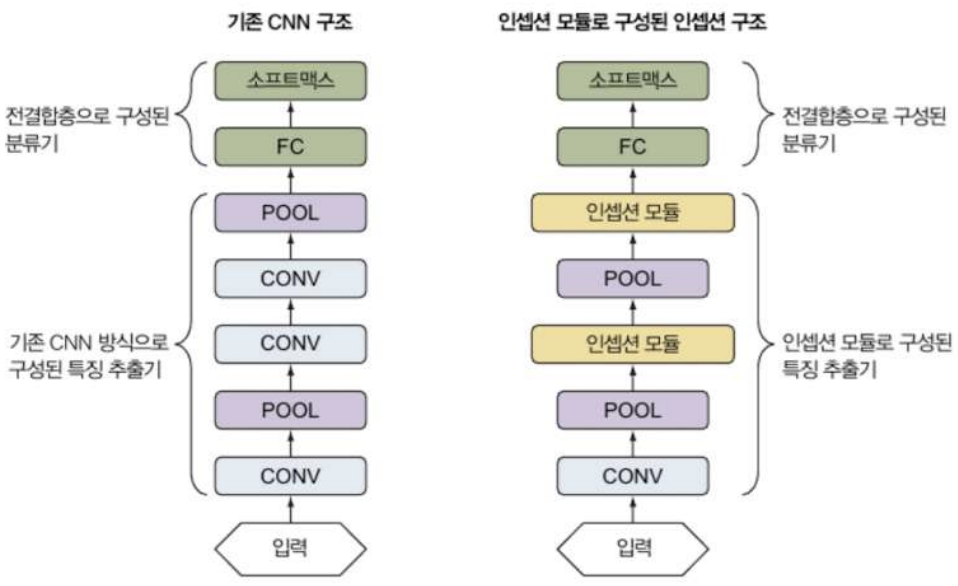 기존 CNN 구조
소프트맥스
FC
POOL
CONV
CONV
POOL
CONV
입력
전결합층으로 구성된
분류기
기존 CNN 방식으로
구성된 특징 추출기
인셉션 모듈로 구성된 인셉션 구조
소프트맥스
FC
인셉션 모듈
POOL
인셉션 모듈
POOL
CONV
입력
전결합층으로 구성된
분류기
인셉션 모듈로 구성된
특징 추출기